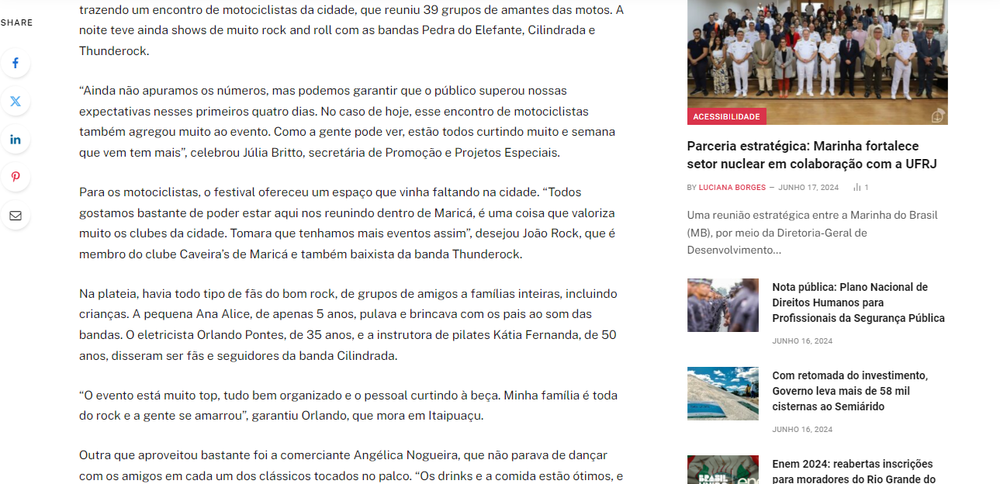 SHARE
trazendo um encontro de motociclistas da cidade, que reuniu 39 grupos de amantes das motos. A
noite teve ainda shows de muito rock and roll com as bandas Pedra do Elefante, Cilindrada e
Thunderock.
“Ainda não apuramos os números, mas podemos garantir que o público superou nossas
expectativas nesses primeiros quatro dias. No caso de hoje, esse encontro de motociclistas
também agregou muito ao evento. Como a gente pode ver, estão todos curtindo muito e semana
que vem tem mais”, celebrou Júlia Britto, secretária de Promoção e Projetos Especiais.
Para os motociclistas, o festival ofereceu um espaço que vinha faltando na cidade. “Todos
gostamos bastante de poder estar aqui nos reunindo dentro de Maricá, é uma coisa que valoriza
muito os clubes da cidade. Tomara que tenhamos mais eventos assim”, desejou João Rock, que é
membro do clube Caveira’s de Maricá e também baixista da banda Thunderock.
Na plateia, havia todo tipo de fãs do bom rock, de grupos de amigos a famílias inteiras, incluindo
crianças. A pequena Ana Alice, de apenas 5 anos, pulava e brincava com os pais ao som das
bandas. O eletricista Orlando Pontes, de 35 anos, e a instrutora de pilates Kátia Fernanda, de 50
anos, disseram ser fãs e seguidores da banda Cilindrada.
“O evento está muito top, tudo bem organizado e o pessoal curtindo à beça. Minha família é toda
do rock e a gente se amarrou”, garantiu Orlando, que mora em Itaipuaçu.
Outra que aproveitou bastante foi a comerciante Angélica Nogueira, que não parava de dançar
com os amigos em cada um dos clássicos tocados no palco. “Os drinks e a comida estão ótimos, e
ACESSIBILIDADE
Parceria estratégica: Marinha fortalece
setor nuclear em colaboração com a UFRJ
BY LUCIANA BORGES — JUNHO 17, 2024 1
Uma reunião estratégica entre a Marinha do Brasil
(MB), por meio da Diretoria-Geral de
Desenvolvimento…
Nota pública: Plano Nacional de
Direitos Humanos para
Profissionais da Segurança Pública
JUNHO 16, 2024
Com retomada do investimento,
Governo leva mais de 58 mil
cisternas ao Semiárido
JUNHO 16, 2024
BRASIL
Enem 2024: reabertas inscrições
para moradores do Rio Grande do